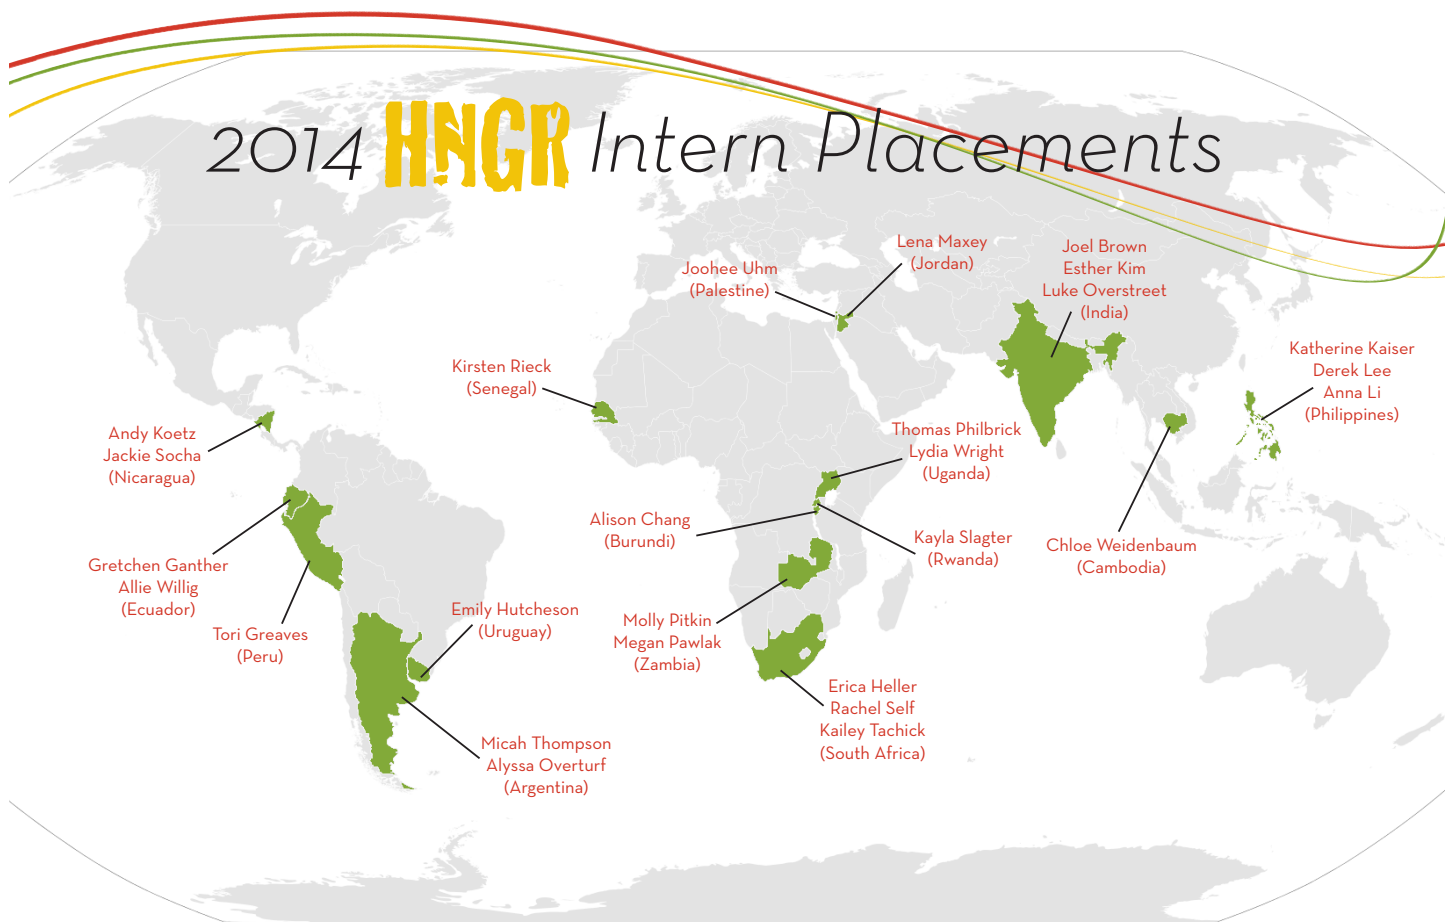 2014 HNGR Intern Placements
Lena Maxey
(Jordan)
Joel Brown
Esther Kim
Luke Overstreet
(India)
Joohee Uhm
(Palestine)
Katherine Kaiser
Derek Lee
Anna Li
(Philippines)
Kirsten Rieck
(Senegal)
Andy Koetz
Jackie Socha
(Nicaragua)
Thomas Philbrick
Lydia Wright
(Uganda)
Alison Chang
(Burundi)
Kayla Slagter
(Rwanda)
Chloe Weidenbaum
(Cambodia)
Gretchen Ganther
Allie Willig
(Ecuador)
Tori Greaves
(Peru)
Emily Hutcheson
(Uruguay)
Molly Pitkin
Megan Pawlak
(Zambia)
Erica Heller
Rachel Self
Kailey Tachick
(South Africa)
Micah Thompson
Alyssa Overturf
(Argentina)